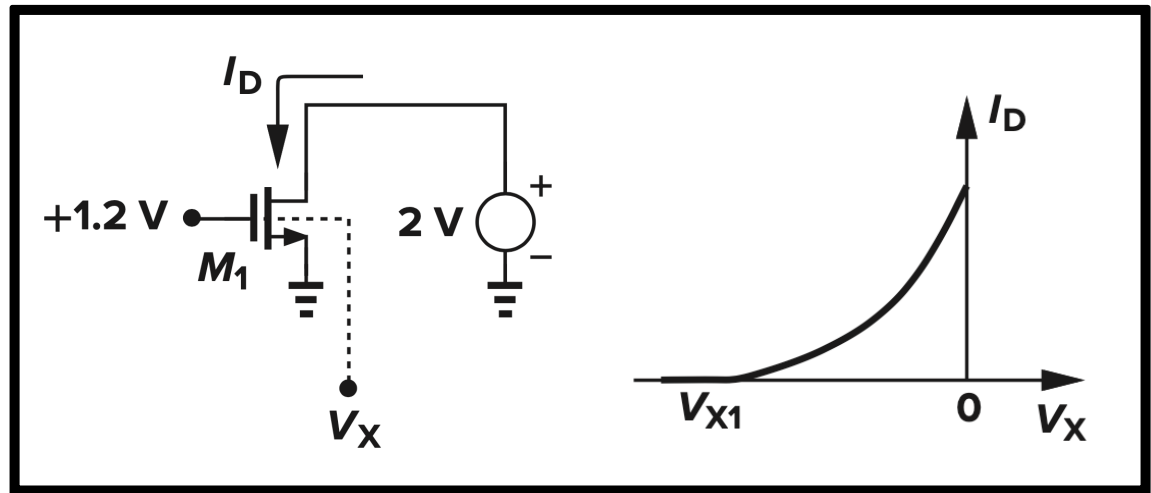 I_D
+1.2 V
M_1
2 V
+
−
V_X
I_D
V_X1
0
V_X